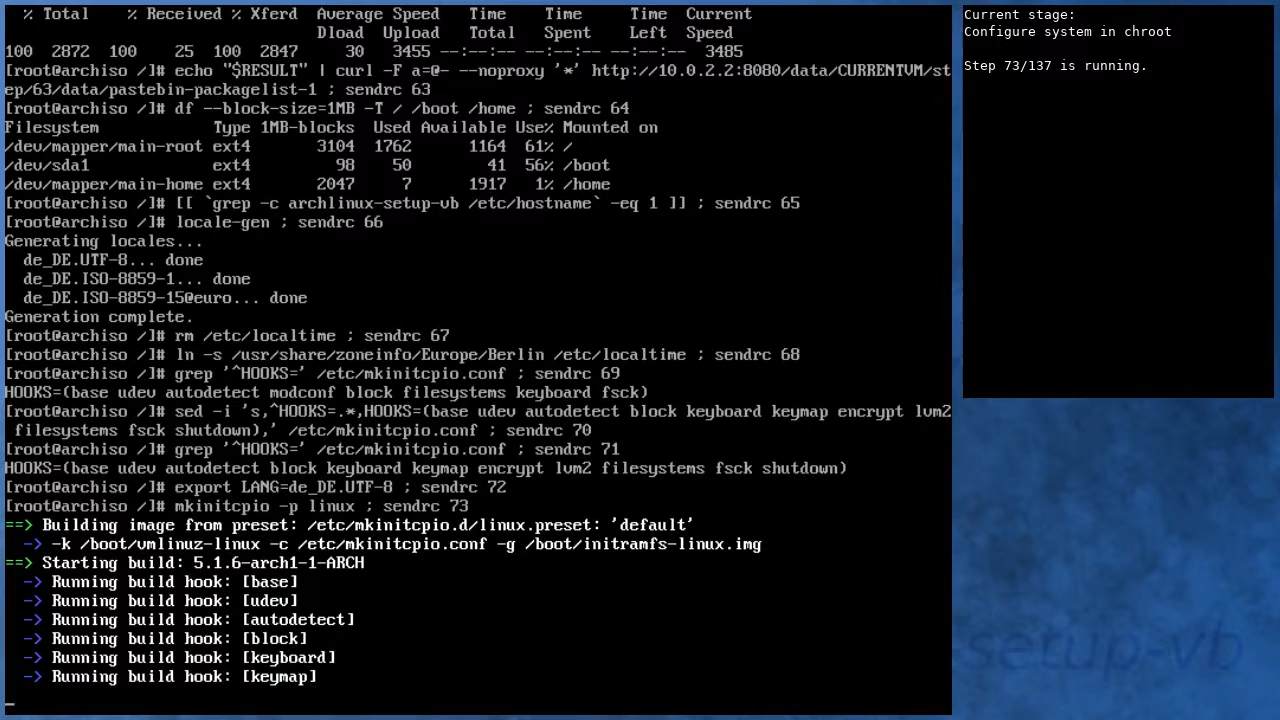 % Total    % Received % Xferd  Average Speed   Time    Time     Time  Current
                                 Dload  Upload   Total   Spent    Left  Speed
100  2872  100    25  100  2847     30   3455 --:--:-- --:--:-- --:--:--  3485
[root@archiso /]# echo "$RESULT" | curl -F a=@- --noproxy '*' http://10.0.2.2:8080/data/CURRENTVM/st
ep/63/data/pastebin-packagelist-1 ; sendrc 63
[root@archiso /]# df --block-size=1MB -T / /boot /home ; sendrc 64
Filesystem            Type 1MB-blocks  Used Available Use% Mounted on
/dev/mapper/main-root ext4       3104  1762      1164  61% /
/dev/sda1             ext4         98    50        41  56% /boot
/dev/mapper/main-home ext4       2047     7      1917   1% /home
[root@archiso /]# [[ `grep -c archlinux-setup-vb /etc/hostname` -eq 1 ]] ; sendrc 65
[root@archiso /]# locale-gen ; sendrc 66
Generating locales...
  de_DE.UTF-8... done
  de_DE.ISO-8859-1... done
  de_DE.ISO-8859-15@euro... done
Generation complete.
[root@archiso /]# rm /etc/localtime ; sendrc 67
[root@archiso /]# ln -s /usr/share/zoneinfo/Europe/Berlin /etc/localtime ; sendrc 68
[root@archiso /]# grep '^HOOKS=' /etc/mkinitcpio.conf ; sendrc 69
HOOKS=(base udev autodetect modconf block filesystems keyboard fsck)
[root@archiso /]# sed -i 's,^HOOKS=.*,HOOKS=(base udev autodetect block keyboard keymap encrypt lvm2
 filesystems fsck shutdown),' /etc/mkinitcpio.conf ; sendrc 70
[root@archiso /]# grep '^HOOKS=' /etc/mkinitcpio.conf ; sendrc 71
HOOKS=(base udev autodetect block keyboard keymap encrypt lvm2 filesystems fsck shutdown)
[root@archiso /]# export LANG=de_DE.UTF-8 ; sendrc 72
[root@archiso /]# mkinitcpio -p linux ; sendrc 73
==> Building image from preset: /etc/mkinitcpio.d/linux.preset: 'default'
  -> -k /boot/vmlinuz-linux -c /etc/mkinitcpio.conf -g /boot/initramfs-linux.img
==> Starting build: 5.1.6-arch1-1-ARCH
  -> Running build hook: [base]
  -> Running build hook: [udev]
  -> Running build hook: [autodetect]
  -> Running build hook: [block]
  -> Running build hook: [keyboard]
  -> Running build hook: [keymap]
Current stage:
Configure system in chroot
Step 73/137 is running.
setup-vb